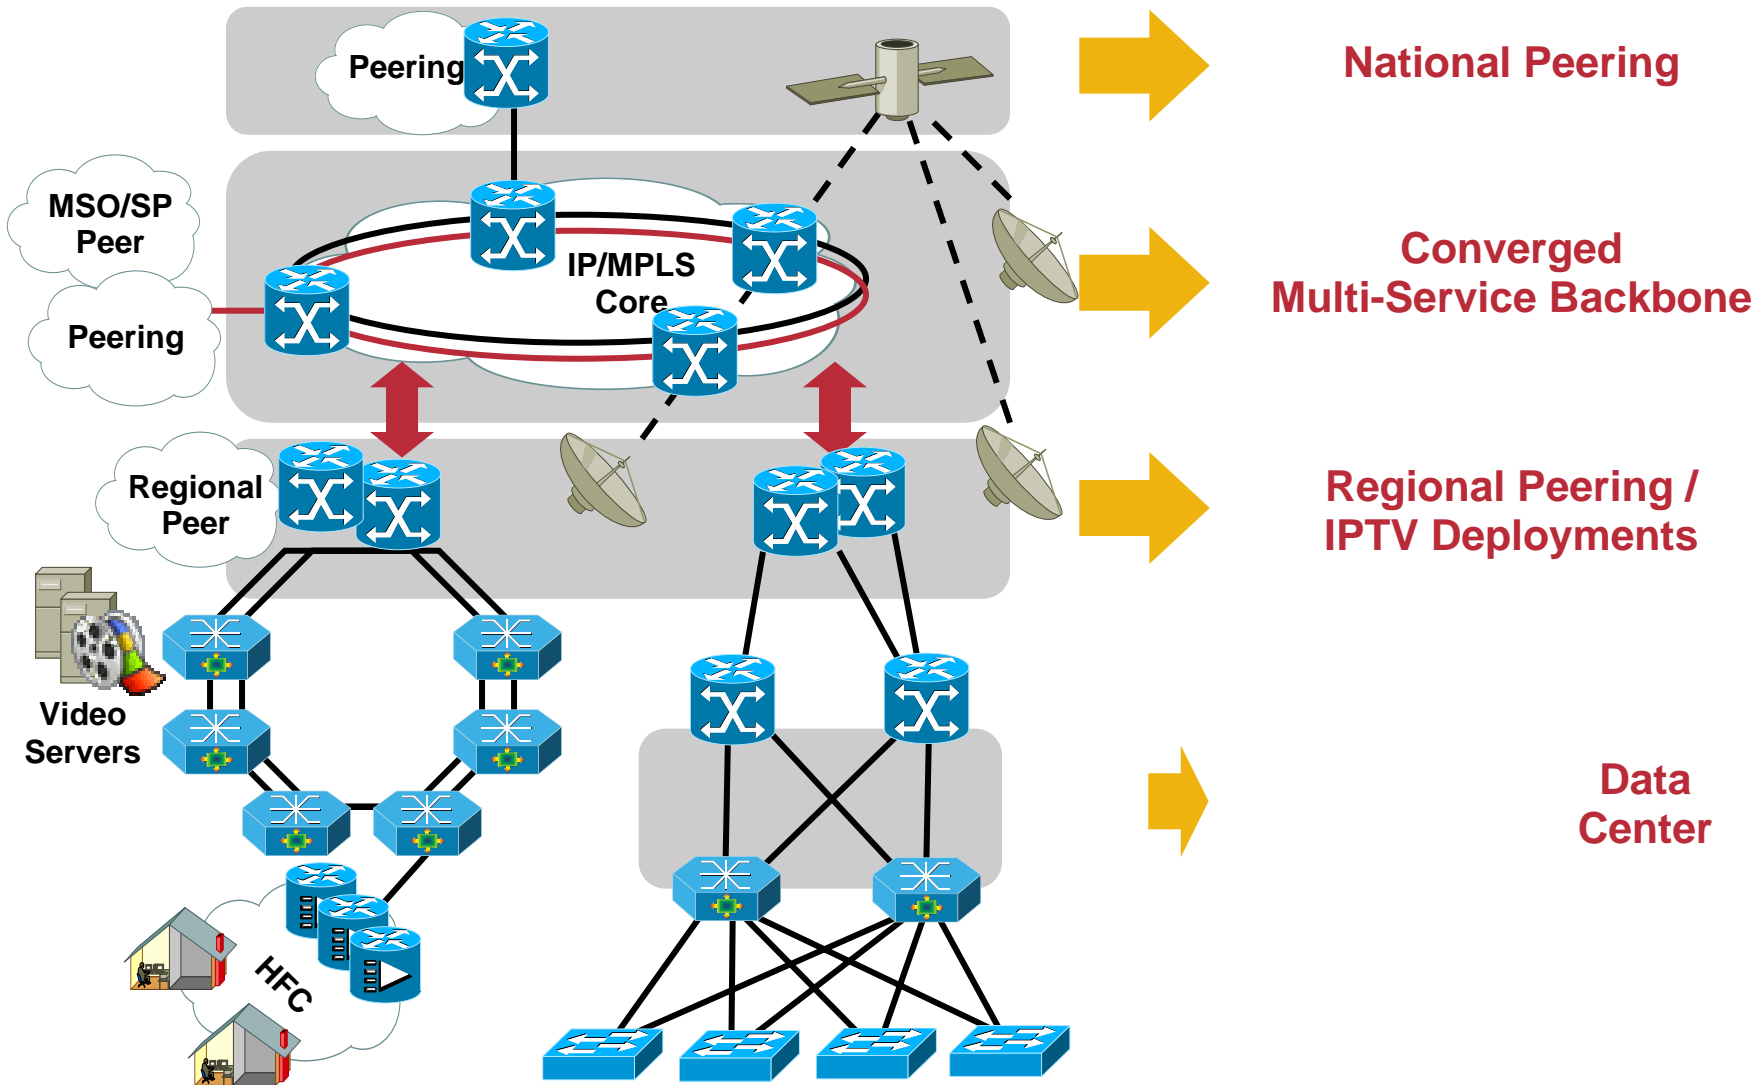 Peering
National Peering
MSO/SP
Peer
IP/MPLS
Core
Converged
Multi-Service Backbone
Peering
Regional
Peer
Regional Peering /
IPTV Deployments
Video
Servers
Data
Center
HFC